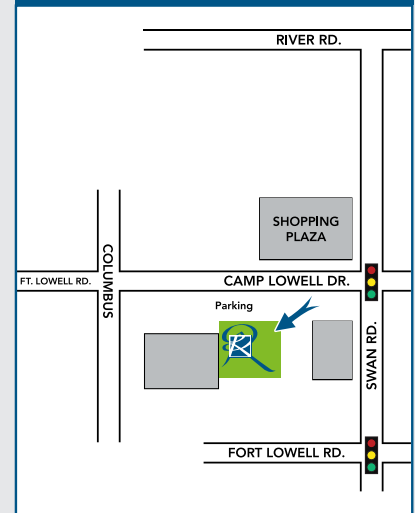 RIVER RD.
SHOPPING
PLAZA
COLUMBUS
FT. LOWELL RD.
CAMP LOWELL DR.
Parking
SWAN RD.
FORT LOWELL RD.